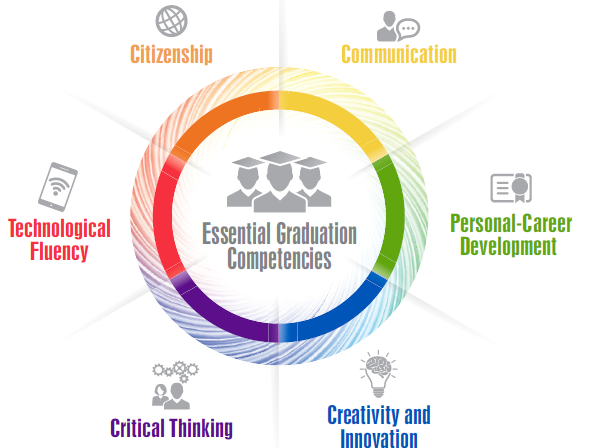 Citizenship
Communication
Technological
Fluency
Essential Graduation
Competencies
Personal-Career
Development
Critical Thinking
Creativity and
Innovation